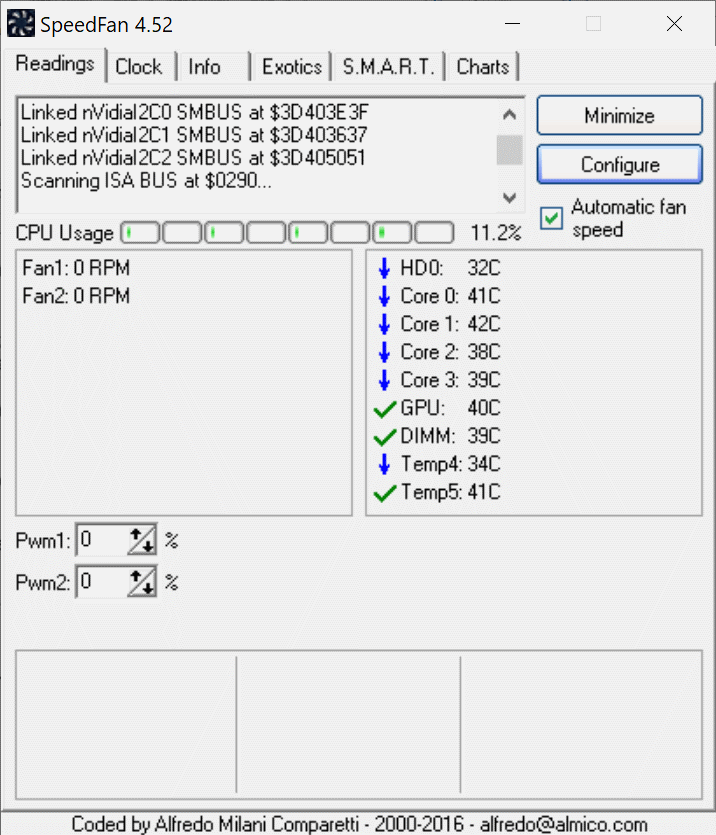 SpeedFan 4.52
Readings Clock Info Exotics S.M.A.R.T. Charts
Linked nVidiaI2C0 SMBUS at $3D403E3F
Linked nVidiaI2C1 SMBUS at $3D403637
Linked nVidiaI2C2 SMBUS at $3D405051
Scanning ISA BUS at $0290...
Minimize
Configure
Automatic fan
speed
CPU Usage 11.2%
Fan1: 0 RPM
Fan2: 0 RPM
HD0: 32C
Core 0: 41C
Core 1: 42C
Core 2: 38C
Core 3: 39C
GPU: 40C
DIMM: 39C
Temp4: 34C
Temp5: 41C
Pwm1: 0 %
Pwm2: 0 %
Coded by Alfredo Milani Comparetti - 2000-2016 - alfredo@almico.com